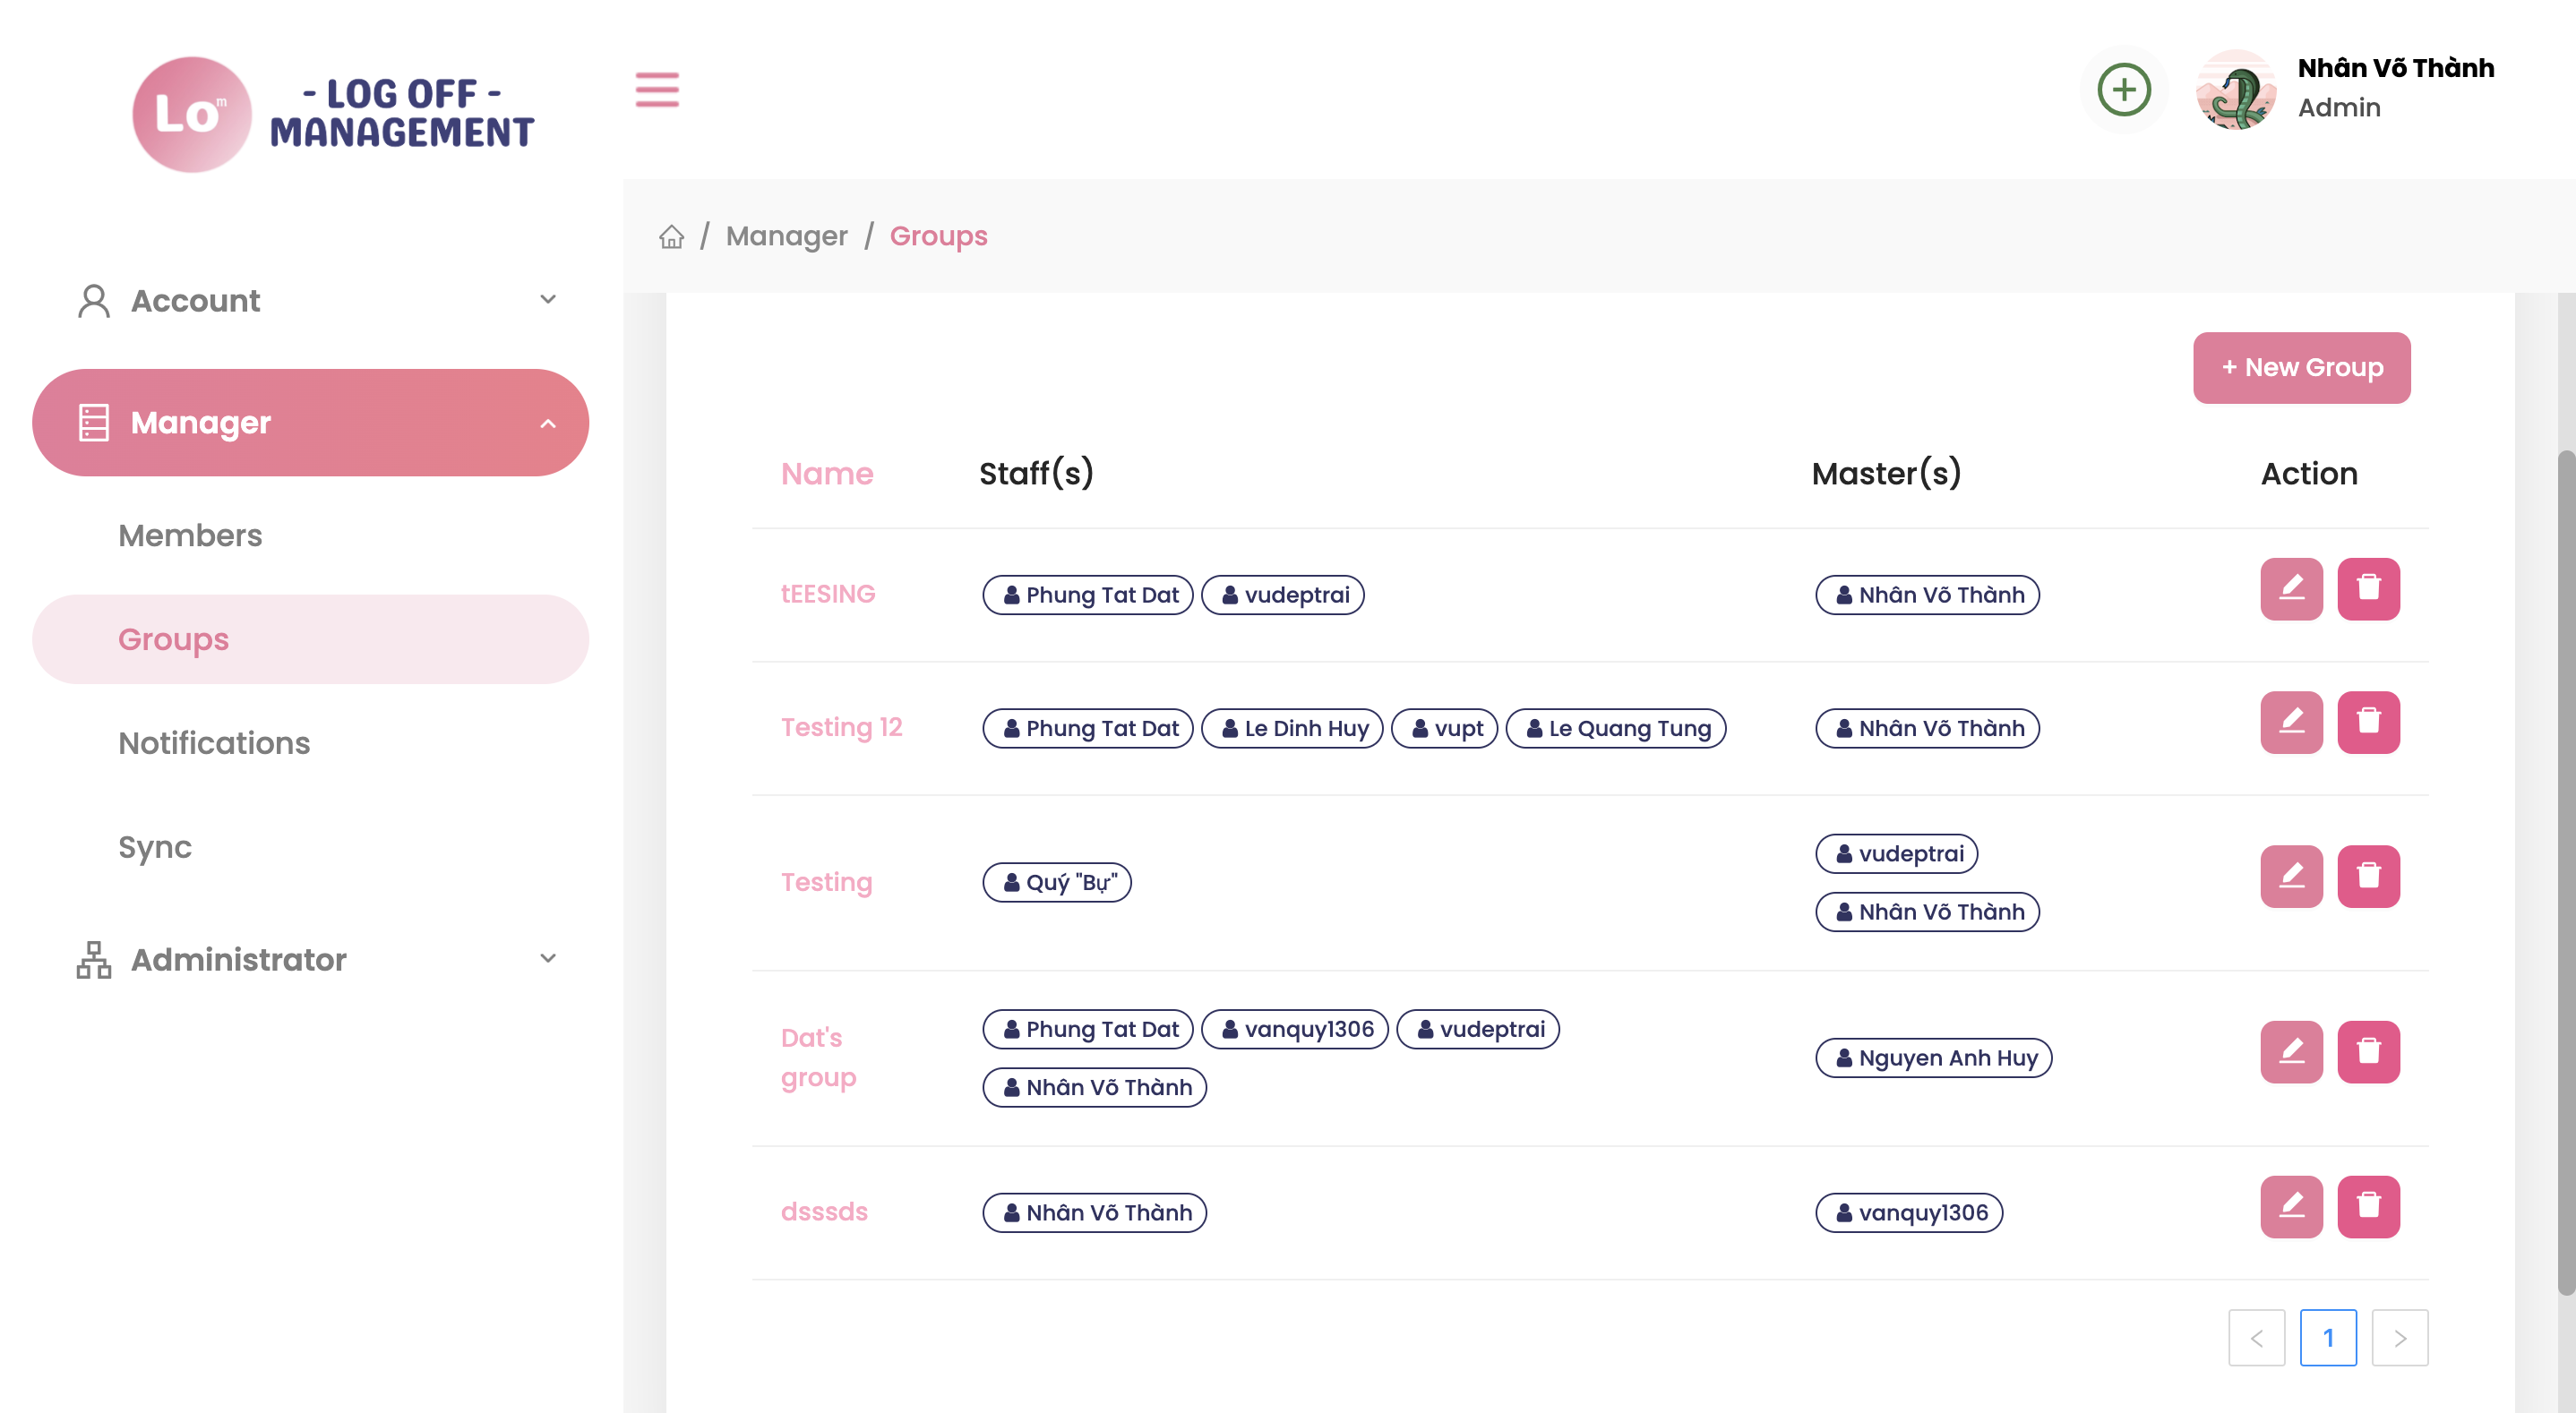 Lo m
- LOG OFF -
MANAGEMENT
Nhân Võ Thành
Admin
/ Manager / Groups
Account
Manager
Members
Groups
Notifications
Sync
Administrator
+ New Group
Name Staff(s) Master(s) Action
tEESING Phung Tat Dat vudeptrai Nhân Võ Thành
Testing 12 Phung Tat Dat Le Dinh Huy vupt Le Quang Tung Nhân Võ Thành
Testing Quý "Bự" vudeptrai
Nhân Võ Thành
Dat's
group
Phung Tat Dat vanquy1306 vudeptrai
Nhân Võ Thành
Nguyen Anh Huy
dsssds Nhân Võ Thành vanquy1306
< 1 >